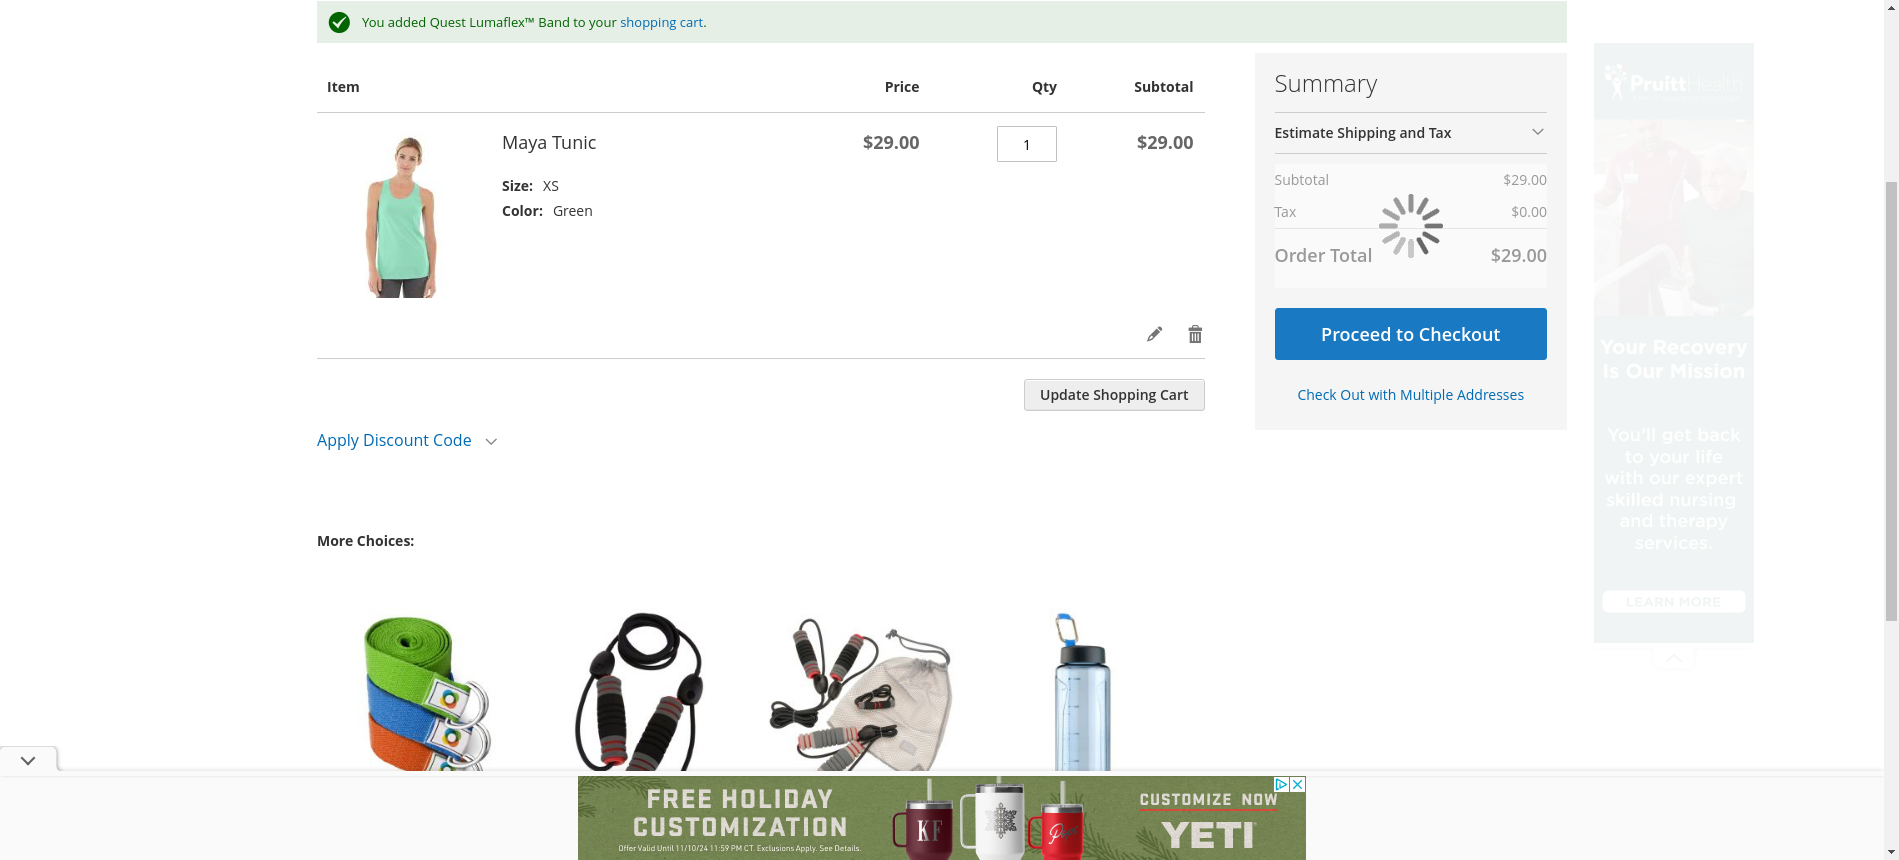 You added Quest Lumaflex™ Band to your shopping cart.
Item Price Qty Subtotal
Maya Tunic $29.00 1 $29.00
Size: XS
Color: Green
Update Shopping Cart
Apply Discount Code
Summary
Estimate Shipping and Tax
Subtotal $29.00
Tax $0.00
Order Total $29.00
Proceed to Checkout
Check Out with Multiple Addresses
PruittHealth
Your Recovery
Is Our Mission
You'll get back
to your life
with our expert
skilled nursing
and therapy
services.
LEARN MORE
More Choices:
FREE HOLIDAY
CUSTOMIZATION
Offer Valid Until 11/10/24 11:59 PM CT. Exclusions Apply. See Details.
KF
CUSTOMIZE NOW
YETI